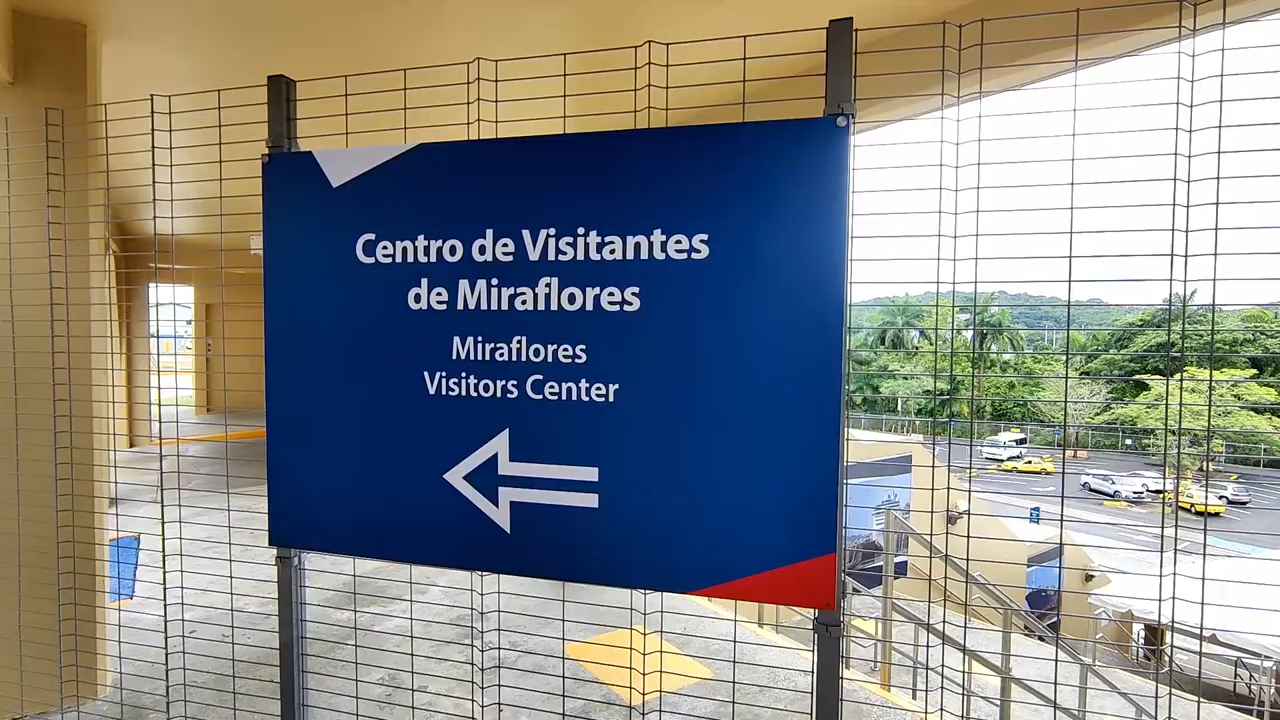 Centro de Visitantes
de Miraflores
Miraflores
Visitors Center